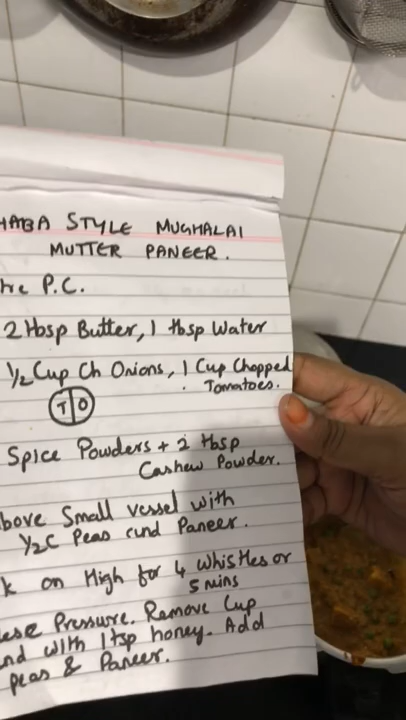 HABA STYLE MUGHALAI
MUTTER PANEER.
he P.C.
2 tbsp Butter, 1 tbsp Water
½ Cup Ch Onions, 1 Cup Chopped
Tomatoes.
T O
Spice Powders + 2 tbsp
Cashew Powder.
bove Small vessel with
½C Peas and Paneer.
k on High for 4 Whistles or
5 mins
ese Pressure. Remove Cup
nd with 1 tsp honey. Add
peas & Paneer.